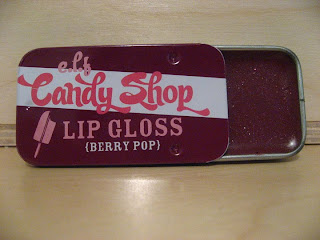 e.l.f
Candy Shop
LIP GLOSS
{BERRY POP}